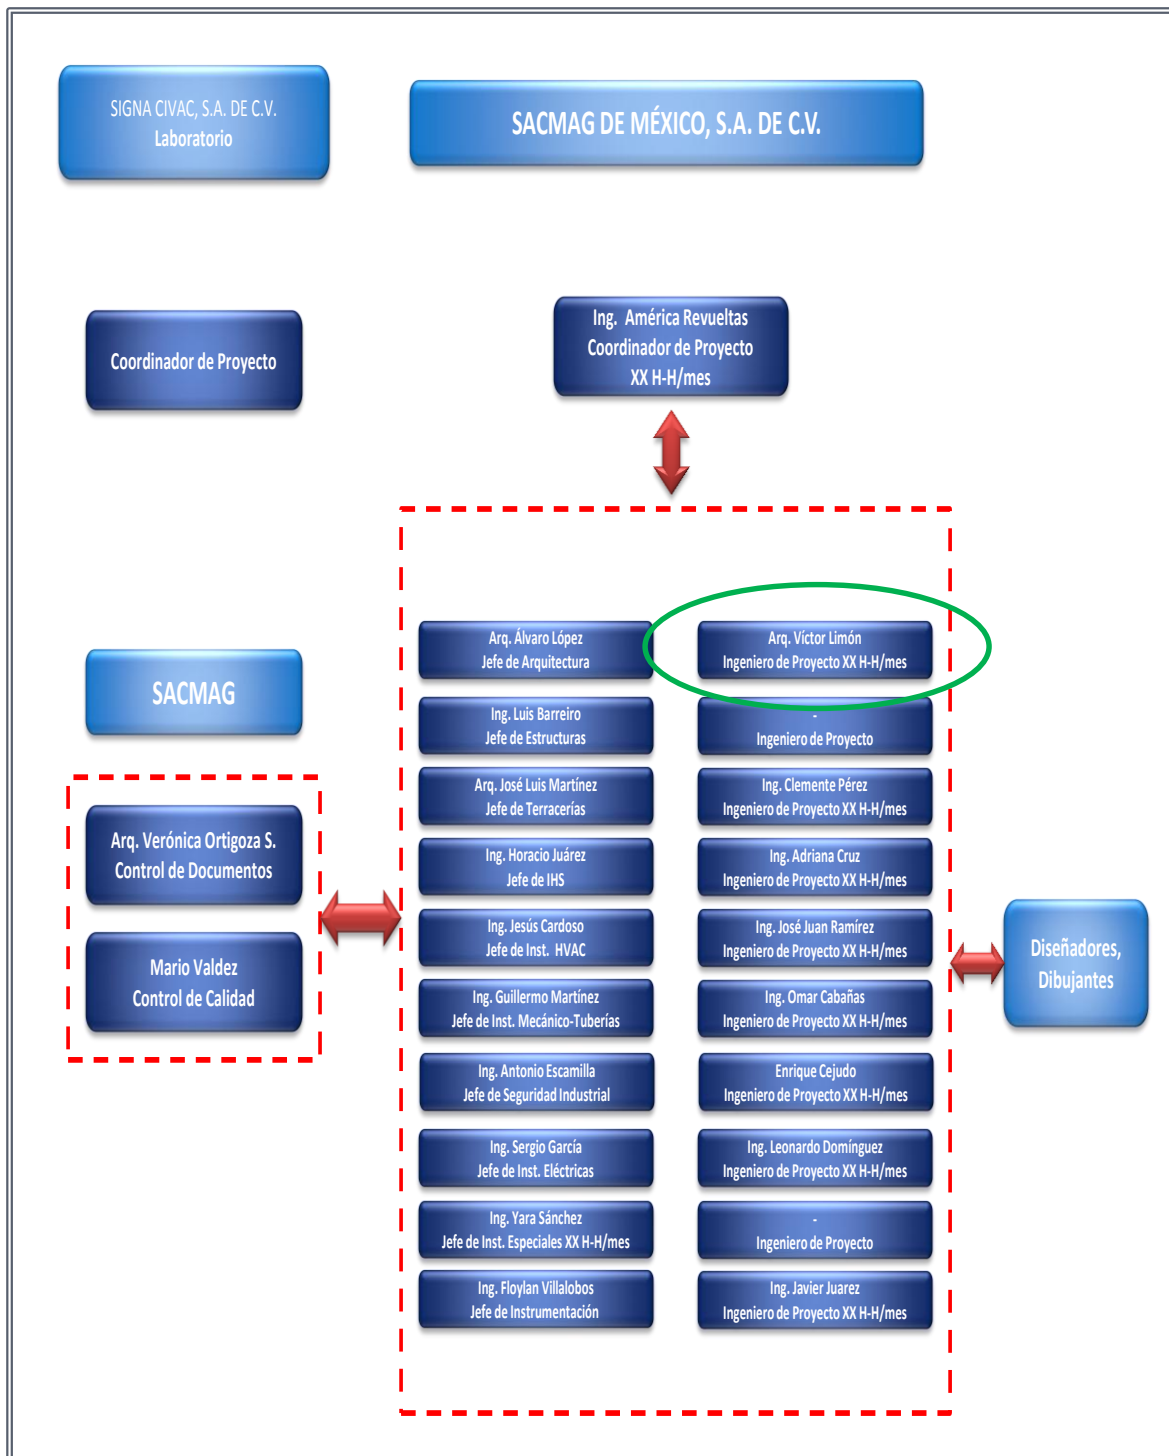 SIGNA CIVAC, S.A. DE C.V.
Laboratorio
SACMAG DE MÉXICO, S.A. DE C.V.
Coordinador de Proyecto
Ing. América Revueltas
Coordinador de Proyecto
XX H-H/mes
SACMAG
Arq. Verónica Ortigoza S.
Control de Documentos
Mario Valdez
Control de Calidad
Arq. Álvaro López
Jefe de Arquitectura
Arq. Víctor Limón
Ingeniero de Proyecto XX H-H/mes
Ing. Luis Barreiro
Jefe de Estructuras
-
Ingeniero de Proyecto
Arq. José Luis Martínez
Jefe de Terracerías
Ing. Clemente Pérez
Ingeniero de Proyecto XX H-H/mes
Ing. Horacio Juárez
Jefe de IHS
Ing. Adriana Cruz
Ingeniero de Proyecto XX H-H/mes
Ing. Jesús Cardoso
Jefe de Inst. HVAC
Ing. José Juan Ramírez
Ingeniero de Proyecto XX H-H/mes
Ing. Guillermo Martínez
Jefe de Inst. Mecánico-Tuberías
Ing. Omar Cabañas
Ingeniero de Proyecto XX H-H/mes
Ing. Antonio Escamilla
Jefe de Seguridad Industrial
Enrique Cejudo
Ingeniero de Proyecto XX H-H/mes
Ing. Sergio García
Jefe de Inst. Eléctricas
Ing. Leonardo Domínguez
Ingeniero de Proyecto XX H-H/mes
Ing. Yara Sánchez
Jefe de Inst. Especiales XX H-H/mes
-
Ingeniero de Proyecto
Ing. Floylan Villalobos
Jefe de Instrumentación
Ing. Javier Juarez
Ingeniero de Proyecto XX H-H/mes
Diseñadores,
Dibujantes